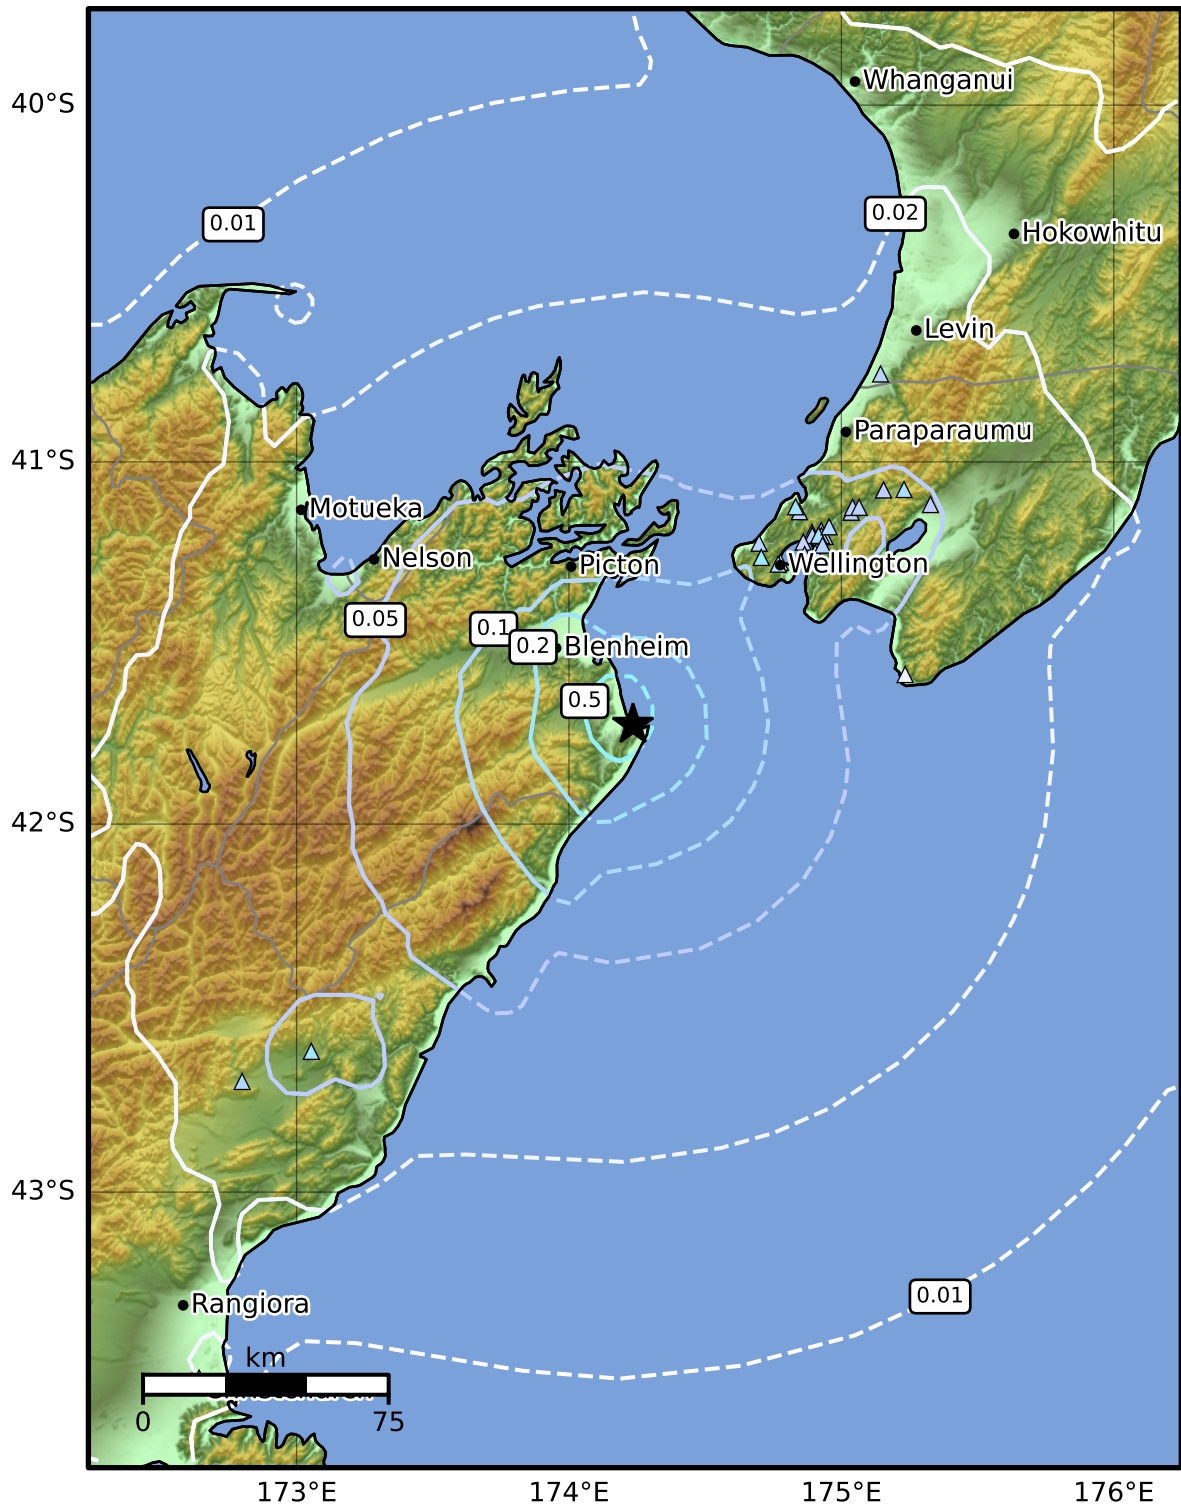 Whanganui
40°S
0.02
0.01
Hokowhitu
Levin
Paraparaumu
41°S
Motueka
Nelson
Picton
Wellington
0.05
0.1
0.2
Blenheim
0.5
42°S
43°S
0.01
Rangiora
km
0
75
173°E
174°E
175°E
176°E